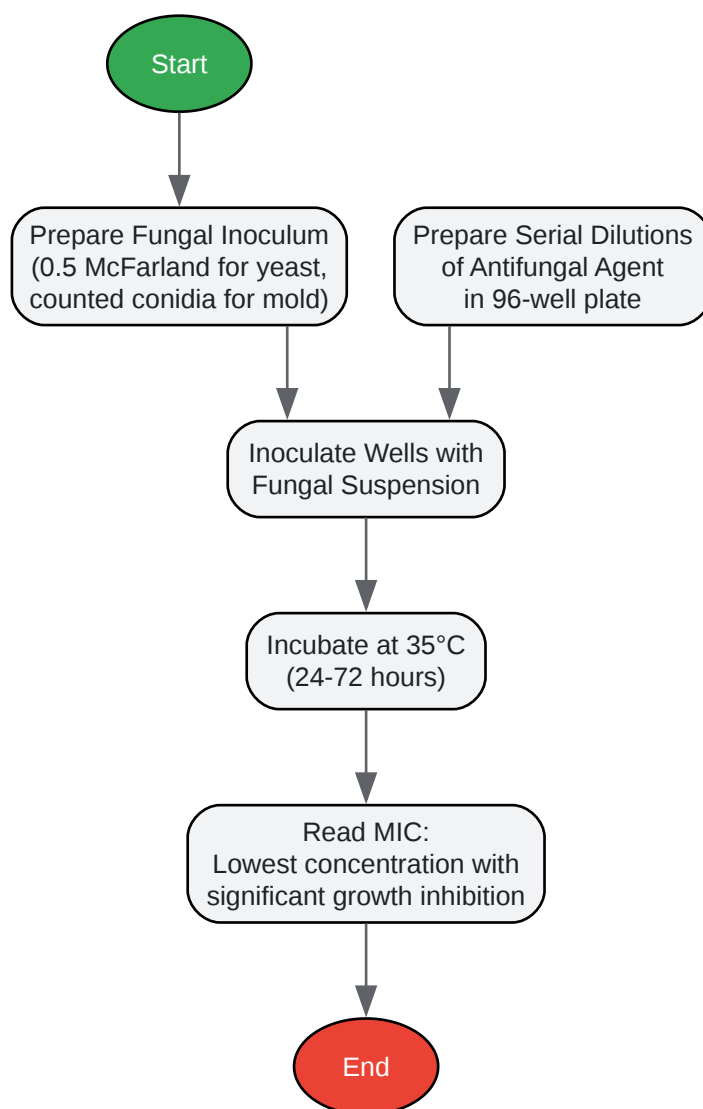 Start
Prepare Fungal Inoculum
(0.5 McFarland for yeast,
counted conidia for mold)
Prepare Serial Dilutions
of Antifungal Agent
in 96-well plate
Inoculate Wells with
Fungal Suspension
Incubate at 35°C
(24-72 hours)
Read MIC:
Lowest concentration with
significant growth inhibition
End